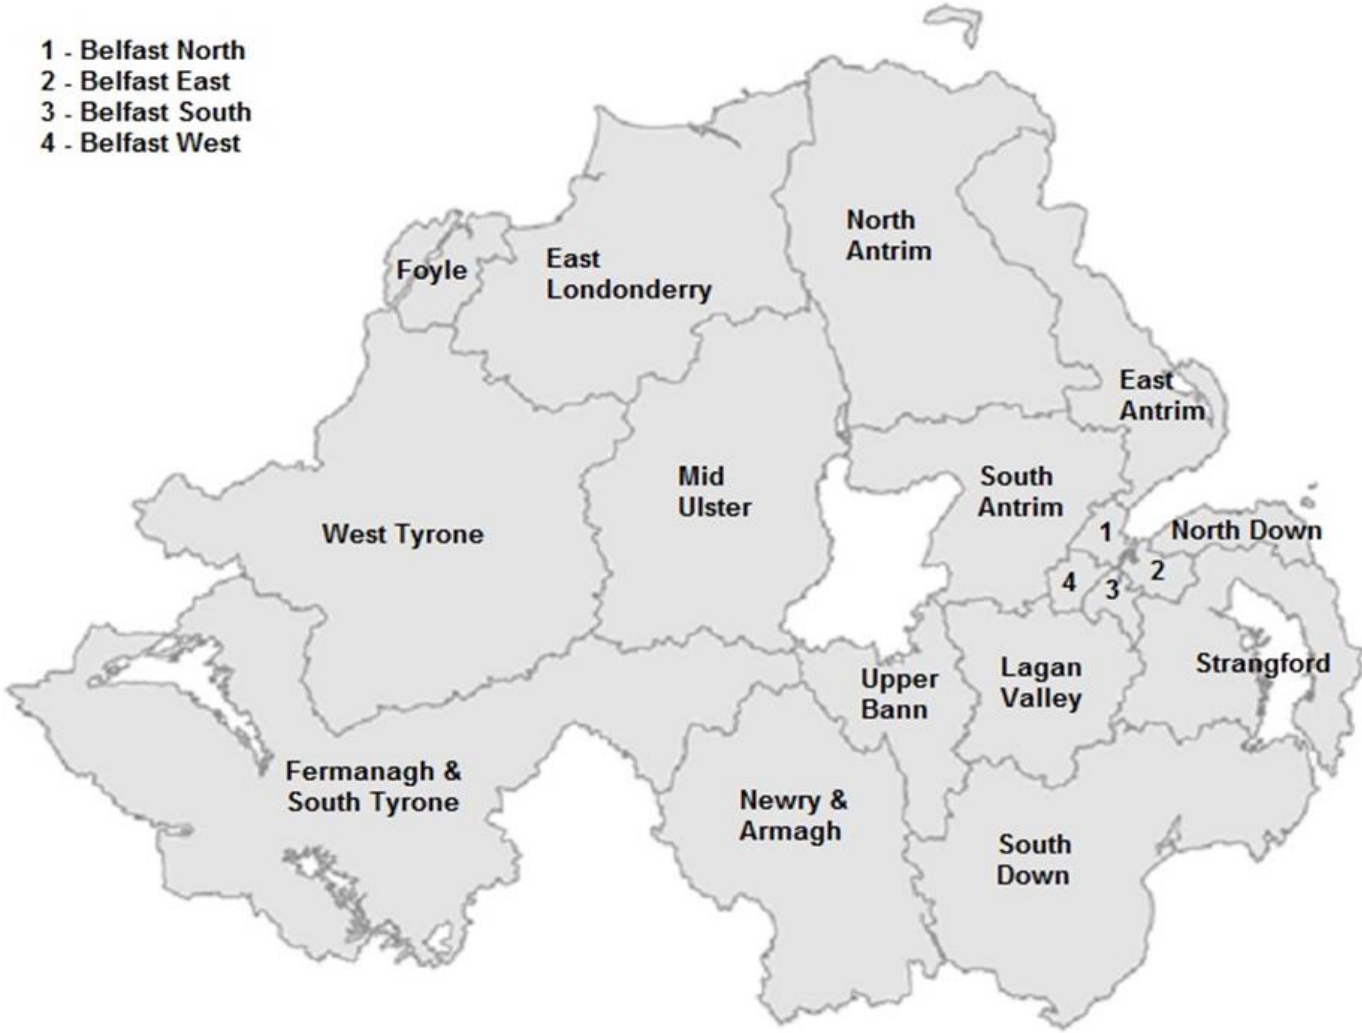 1 - Belfast North
2 - Belfast East
3 - Belfast South
4 - Belfast West
North
Antrim
East
Londonderry
Foyle
East
Antrim
Mid
Ulster
South
Antrim
West Tyrone
1
North Down
2
4
3
Strangford
Lagan
Valley
Upper
Bann
Fermanagh &
South Tyrone
Newry &
Armagh
South
Down